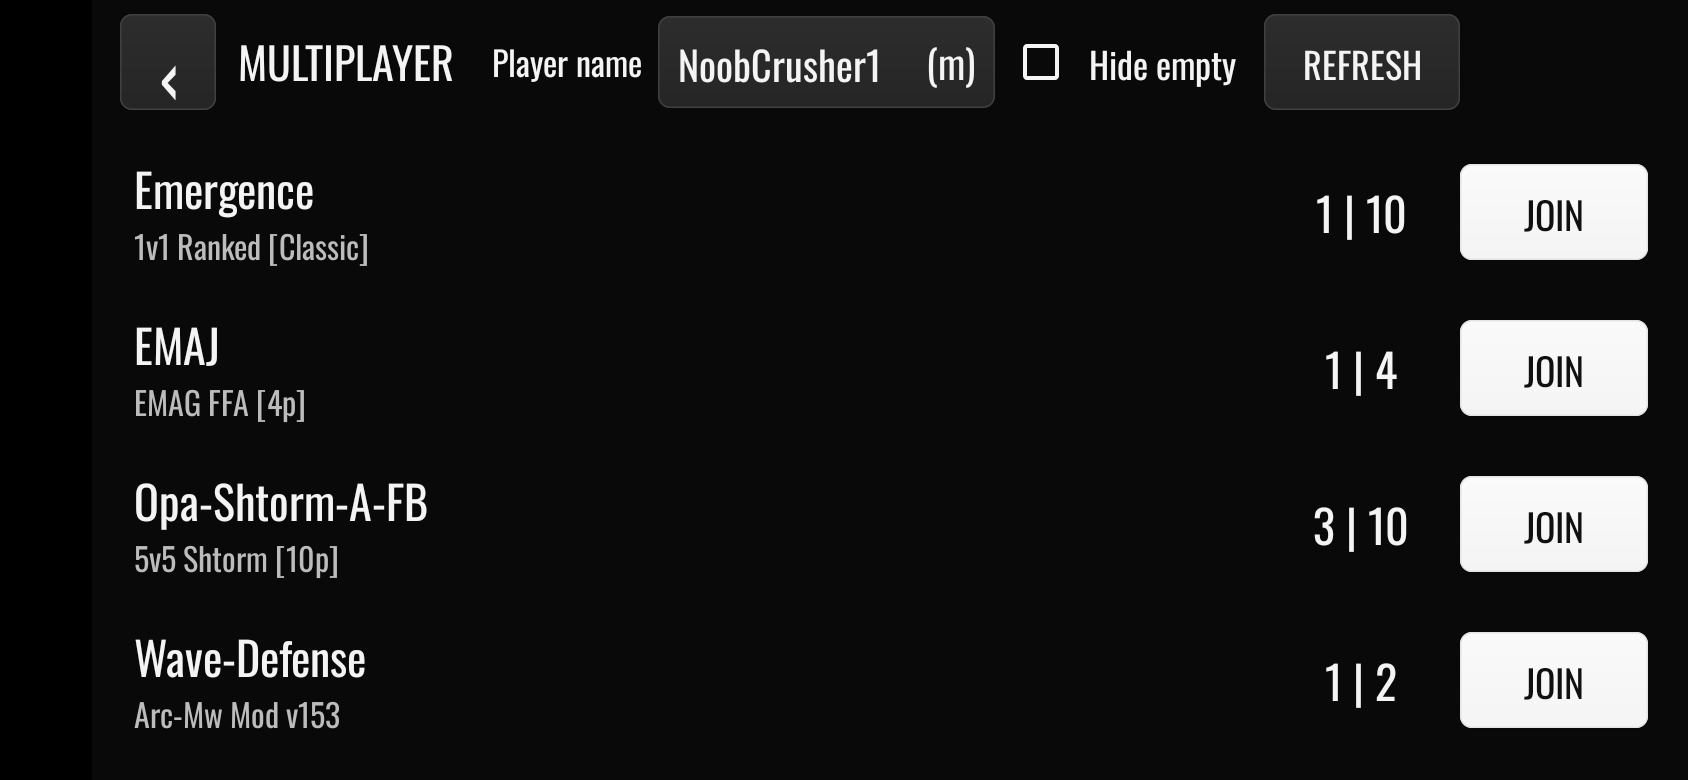 MULTIPLAYER Player name NoobCrusher1 (m) Hide empty REFRESH
Emergence
1v1 Ranked [Classic]
1 | 10 JOIN
EMAJ
EMAG FFA [4p]
1 | 4 JOIN
Opa-Shtorm-A-FB
5v5 Shtorm [10p]
3 | 10 JOIN
Wave-Defense
Arc-Mw Mod v153
1 | 2 JOIN